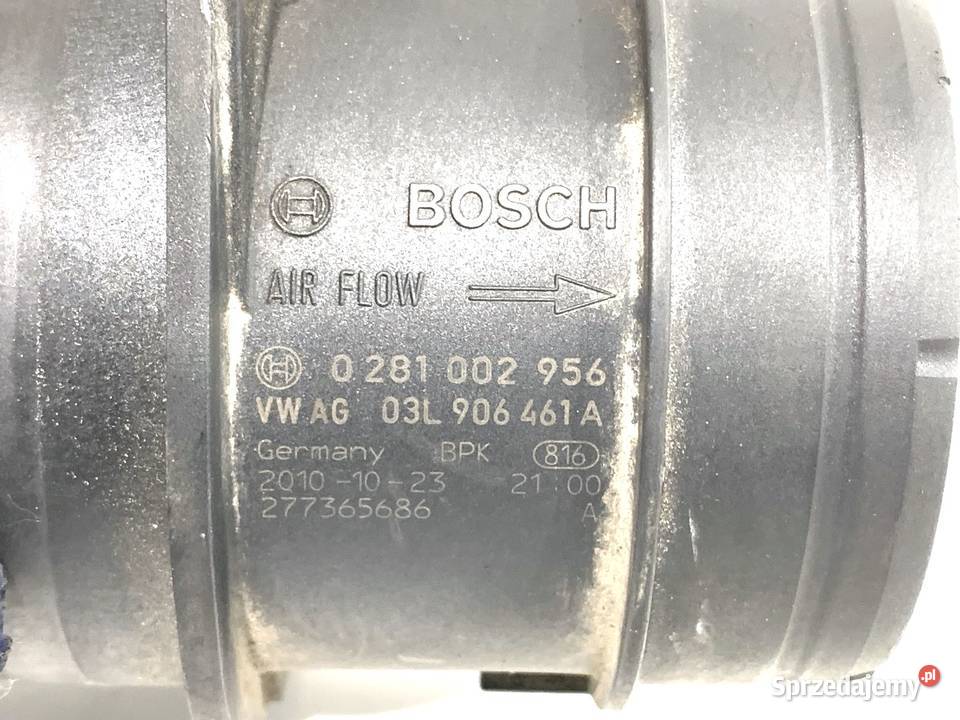 BOSCH
AIR FLOW
0 281 002 956
VW AG 03L 906 461 A
Germany BPK 816
2010-10-23 21:00
277365686 A
Sprzedajemy.pl